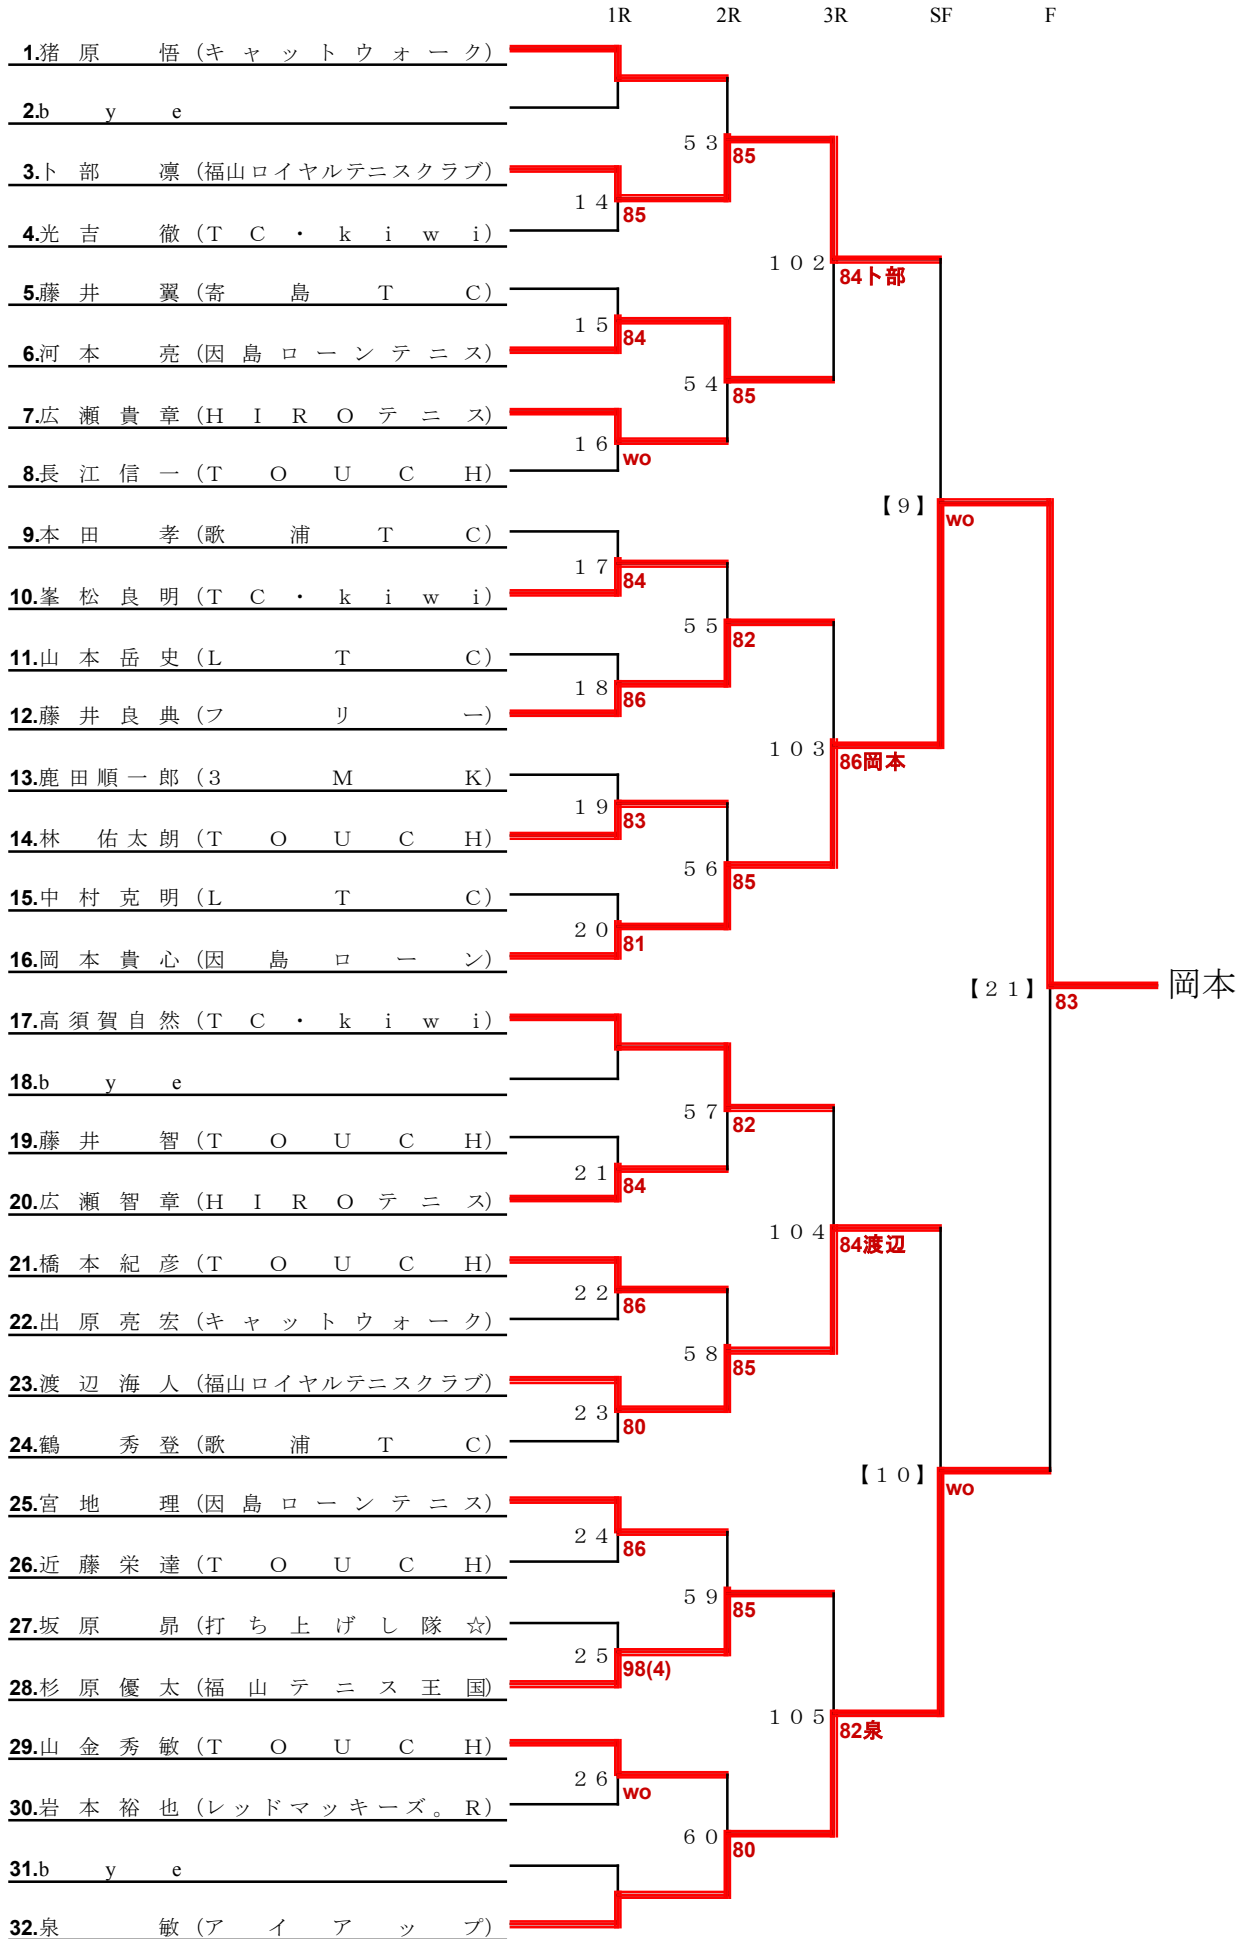 1R 2R 3R SF F
1.猪原 悟(キャットウォーク)
2.bye
53
85
3.卜部 凛(福山ロイヤルテニスクラブ)
14
85
4.光吉 徹(TC・kiwi)
102
84卜部
5.藤井 翼(寄島TC)
15
84
6.河本 亮(因島ローンテニス)
54
85
7.広瀬貴章(HIROテニス)
16
wo
8.長江信一(TOUCH)
【9】
wo
9.本田 孝(歌浦TC)
17
84
10.峯松良明(TC・kiwi)
55
82
11.山本岳史(LTC)
18
86
12.藤井良典(フリー)
103
86岡本
13.鹿田順一郎(3MK)
19
83
14.林 佑太朗(TOUCH)
56
85
15.中村克明(LTC)
20
81
16.岡本貴心(因島ローン)
【21】
83
岡本
17.高須賀自然(TC・kiwi)
18.bye
57
82
19.藤井 智(TOUCH)
21
84
20.広瀬智章(HIROテニス)
104
84渡辺
21.橋本紀彦(TOUCH)
22
86
22.出原亮宏(キャットウォーク)
58
85
23.渡辺海人(福山ロイヤルテニスクラブ)
23
80
24.鶴 秀登(歌浦TC)
【10】
wo
25.宮地 理(因島ローンテニス)
24
86
26.近藤栄達(TOUCH)
59
85
27.坂原 昴(打ち上げし隊☆)
25
98(4)
28.杉原優太(福山テニス王国)
105
82泉
29.山金秀敏(TOUCH)
26
wo
30.岩本裕也(レッドマッキーズ。R)
60
80
31.bye
32.泉 敏(アイアップ)